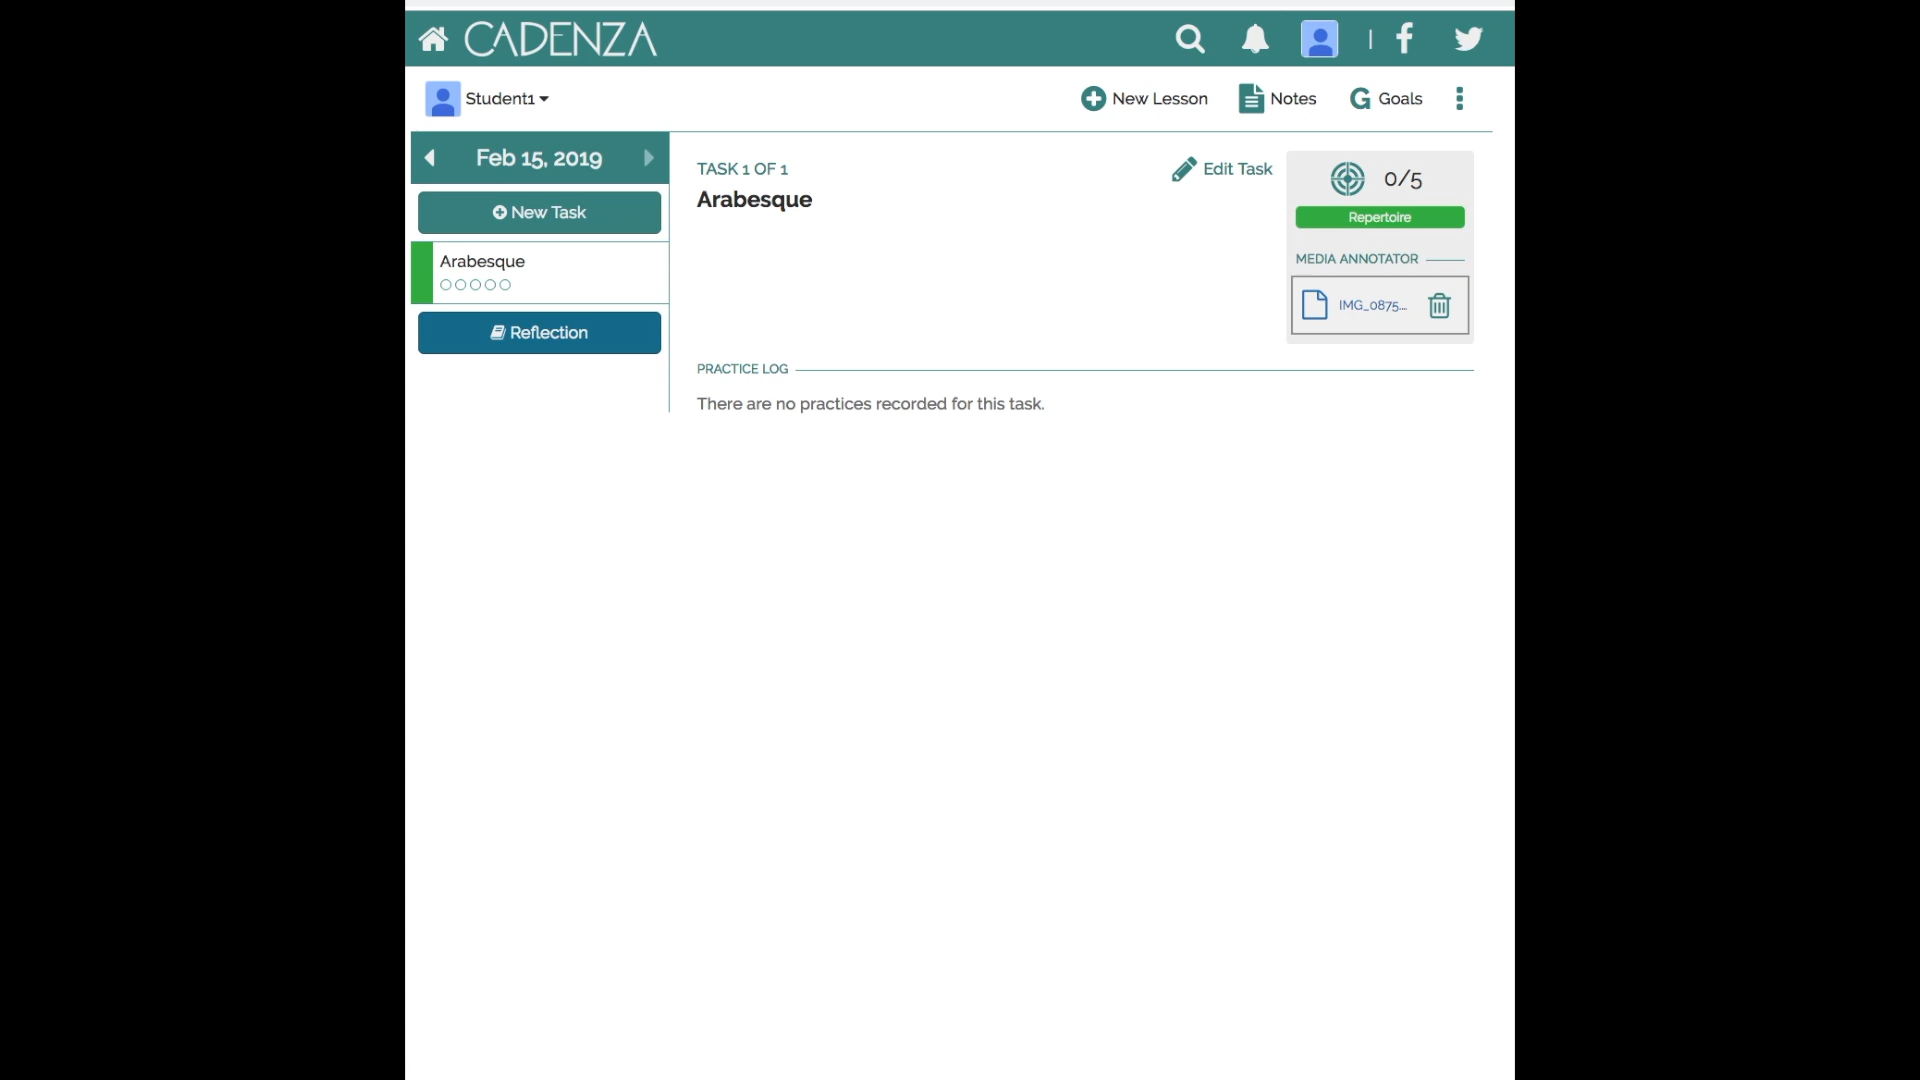 CADENZA
Student1
New Lesson
Notes
G Goals
Feb 15, 2019
New Task
Arabesque
Reflection
TASK 1 OF 1
Edit Task
Arabesque
0/5
Repertoire
MEDIA ANNOTATOR
IMG_0875...
PRACTICE LOG
There are no practices recorded for this task.